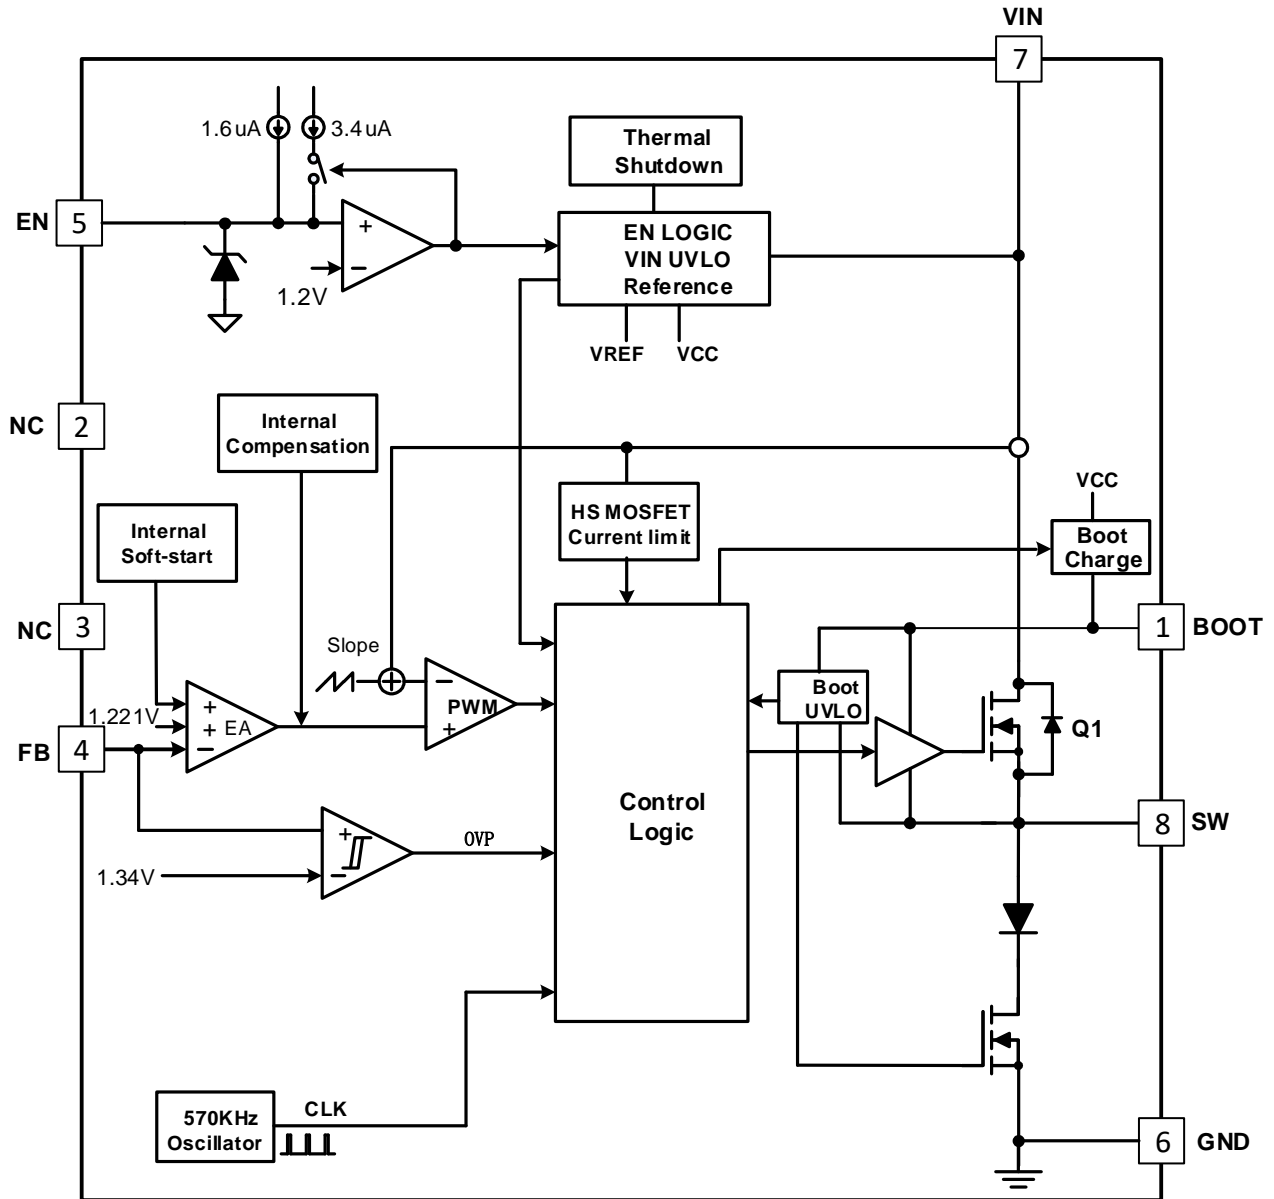 VIN
7
1.6uA
3.4uA
Thermal
Shutdown
EN
5
+
−
1.2V
EN LOGIC
VIN UVLO
Reference
VREF
VCC
NC
2
Internal
Compensation
HS MOSFET
Current limit
VCC
Boot
Charge
Internal
Soft-start
NC
3
1
BOOT
Slope
+
−
PWM
+
Boot
UVLO
1.221V
+
+
−
EA
FB
4
Q1
Control
Logic
8
SW
+
−
OVP
1.34V
570KHz
Oscillator
CLK
6
GND